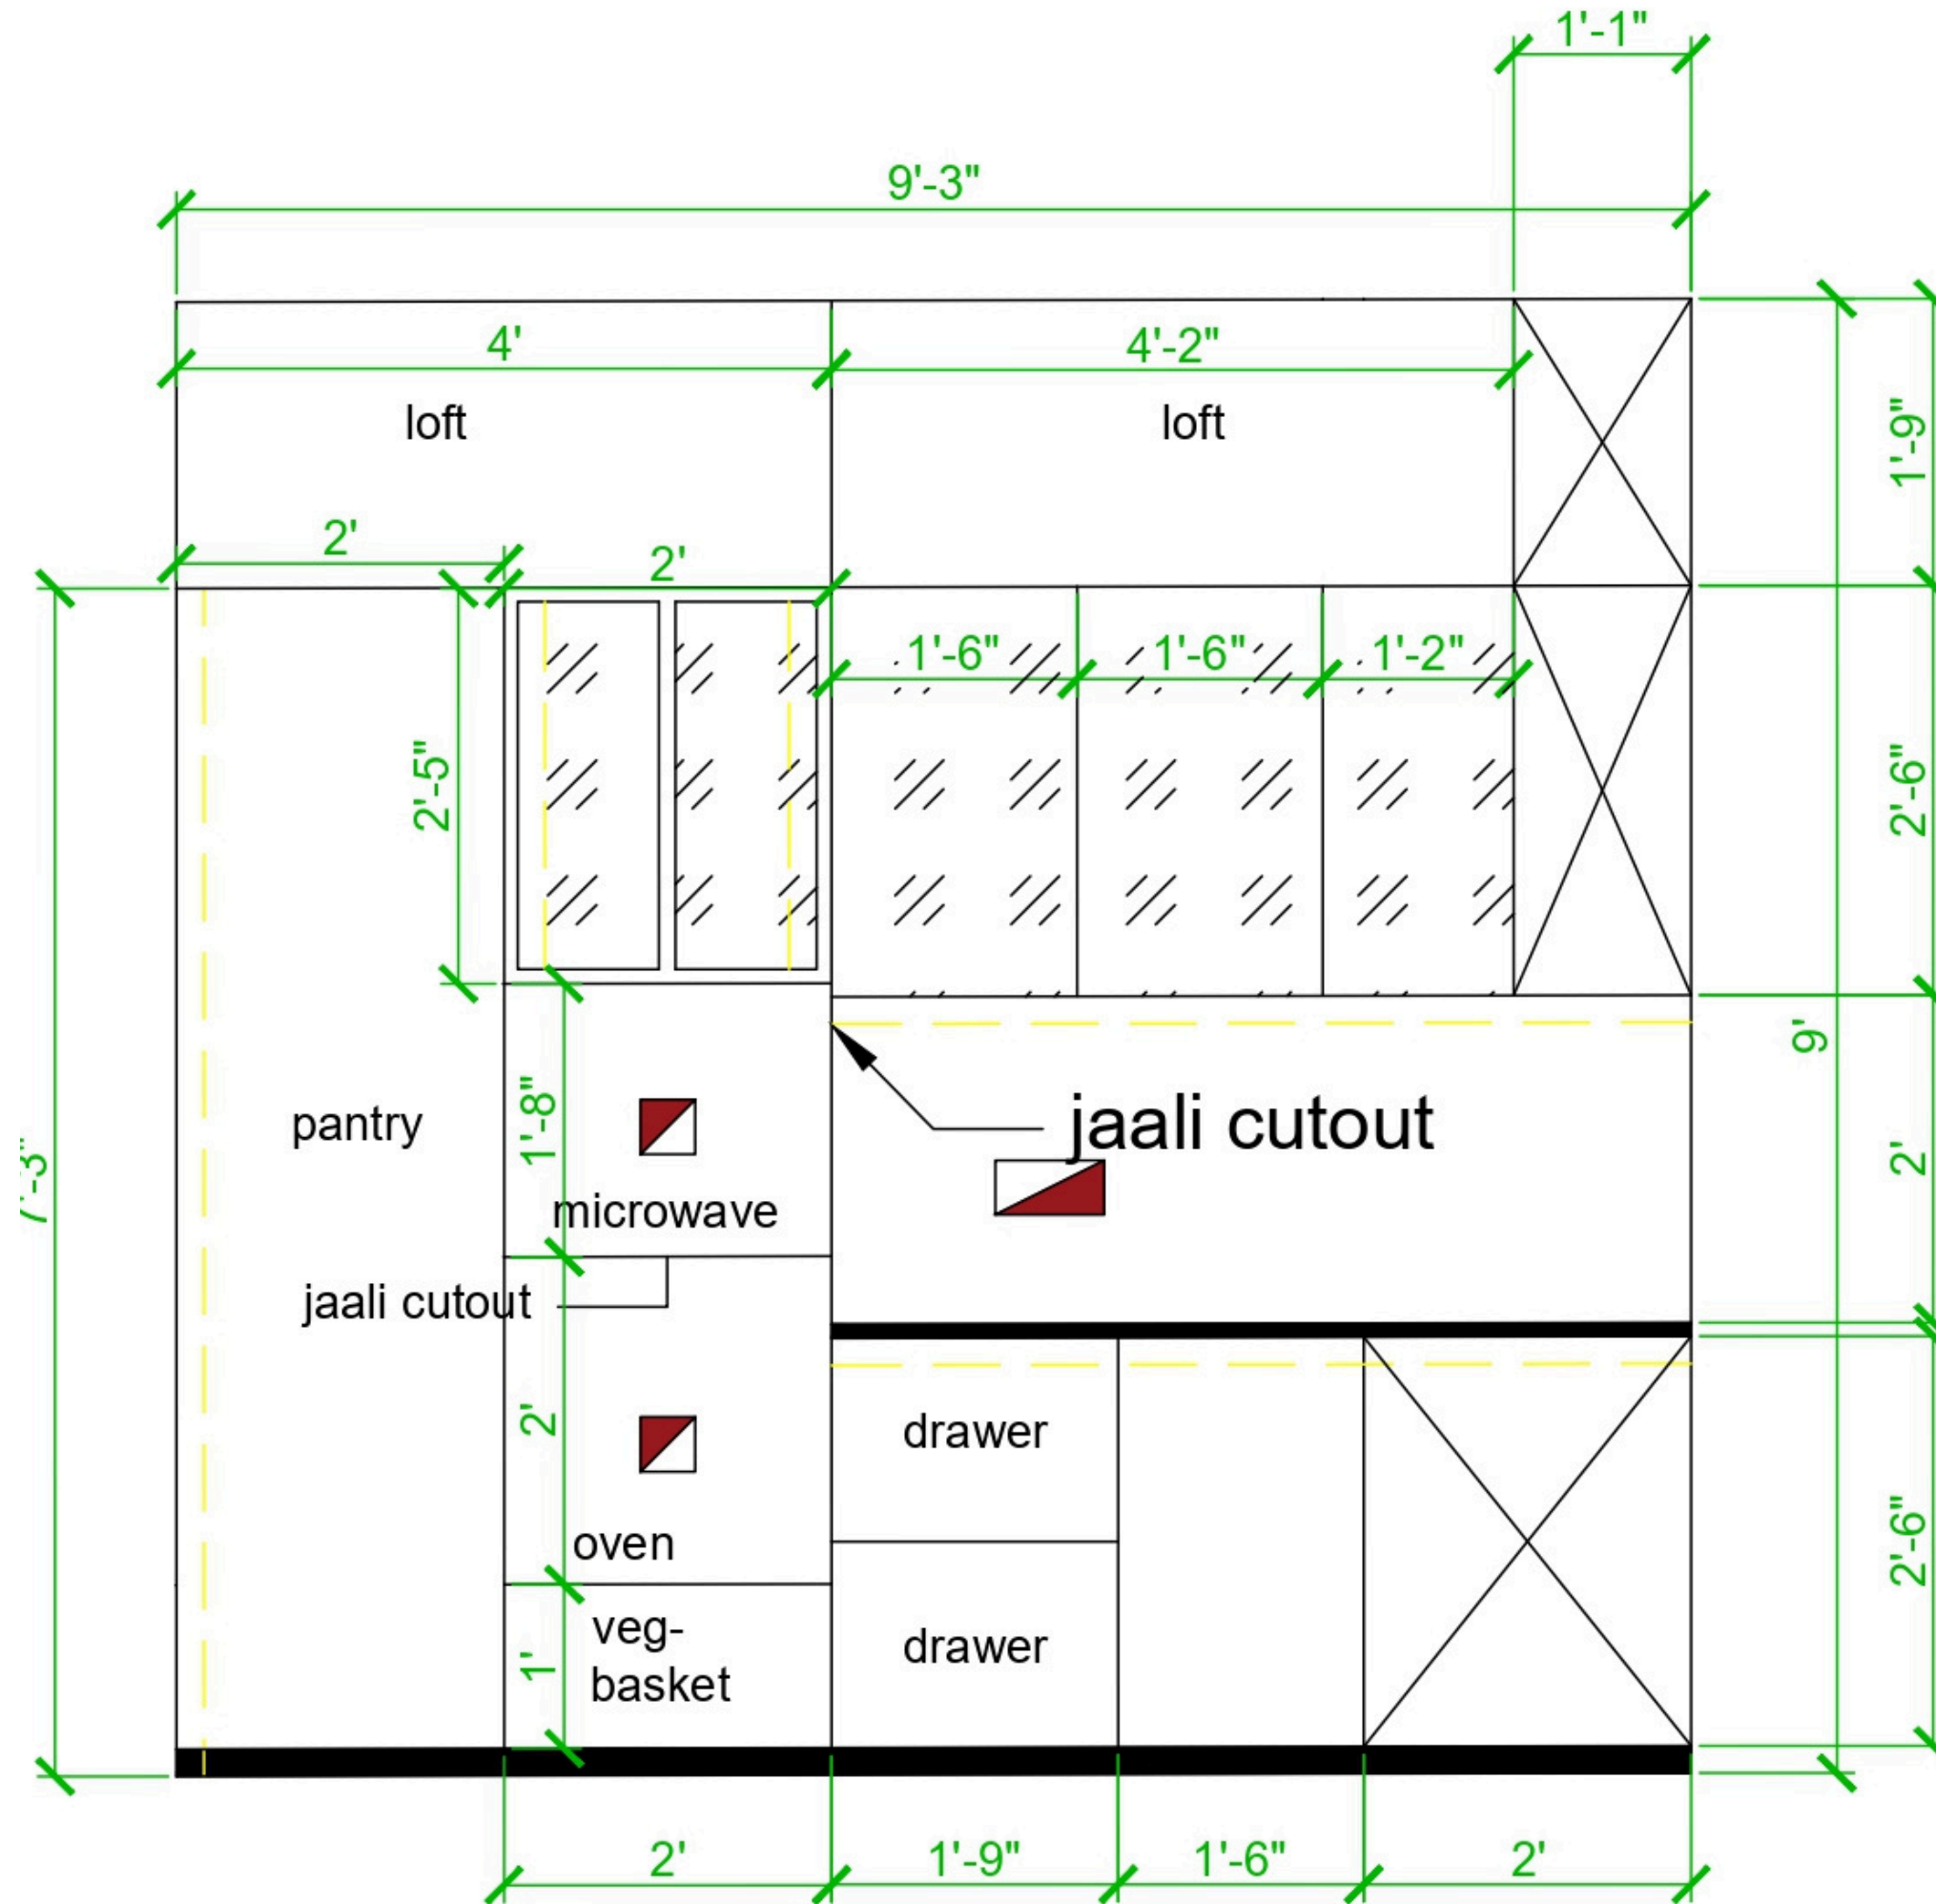 1'-1"
9'-3"
4'
4'-2"
loft
loft
1'-9"
2'
2'
1'-6"
1'-6"
1'-2"
2'-5"
2'-6"
9'
pantry
1'-8"
jaali cutout
2'
microwave
jaali cutout
2'
drawer
2'-6"
oven
veg-
basket
1'
drawer
2'
1'-9"
1'-6"
2'